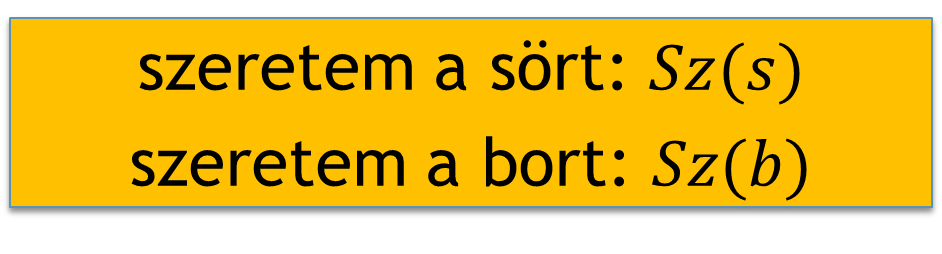 szeretem a sört: Sz(s)
szeretem a bort: Sz(b)